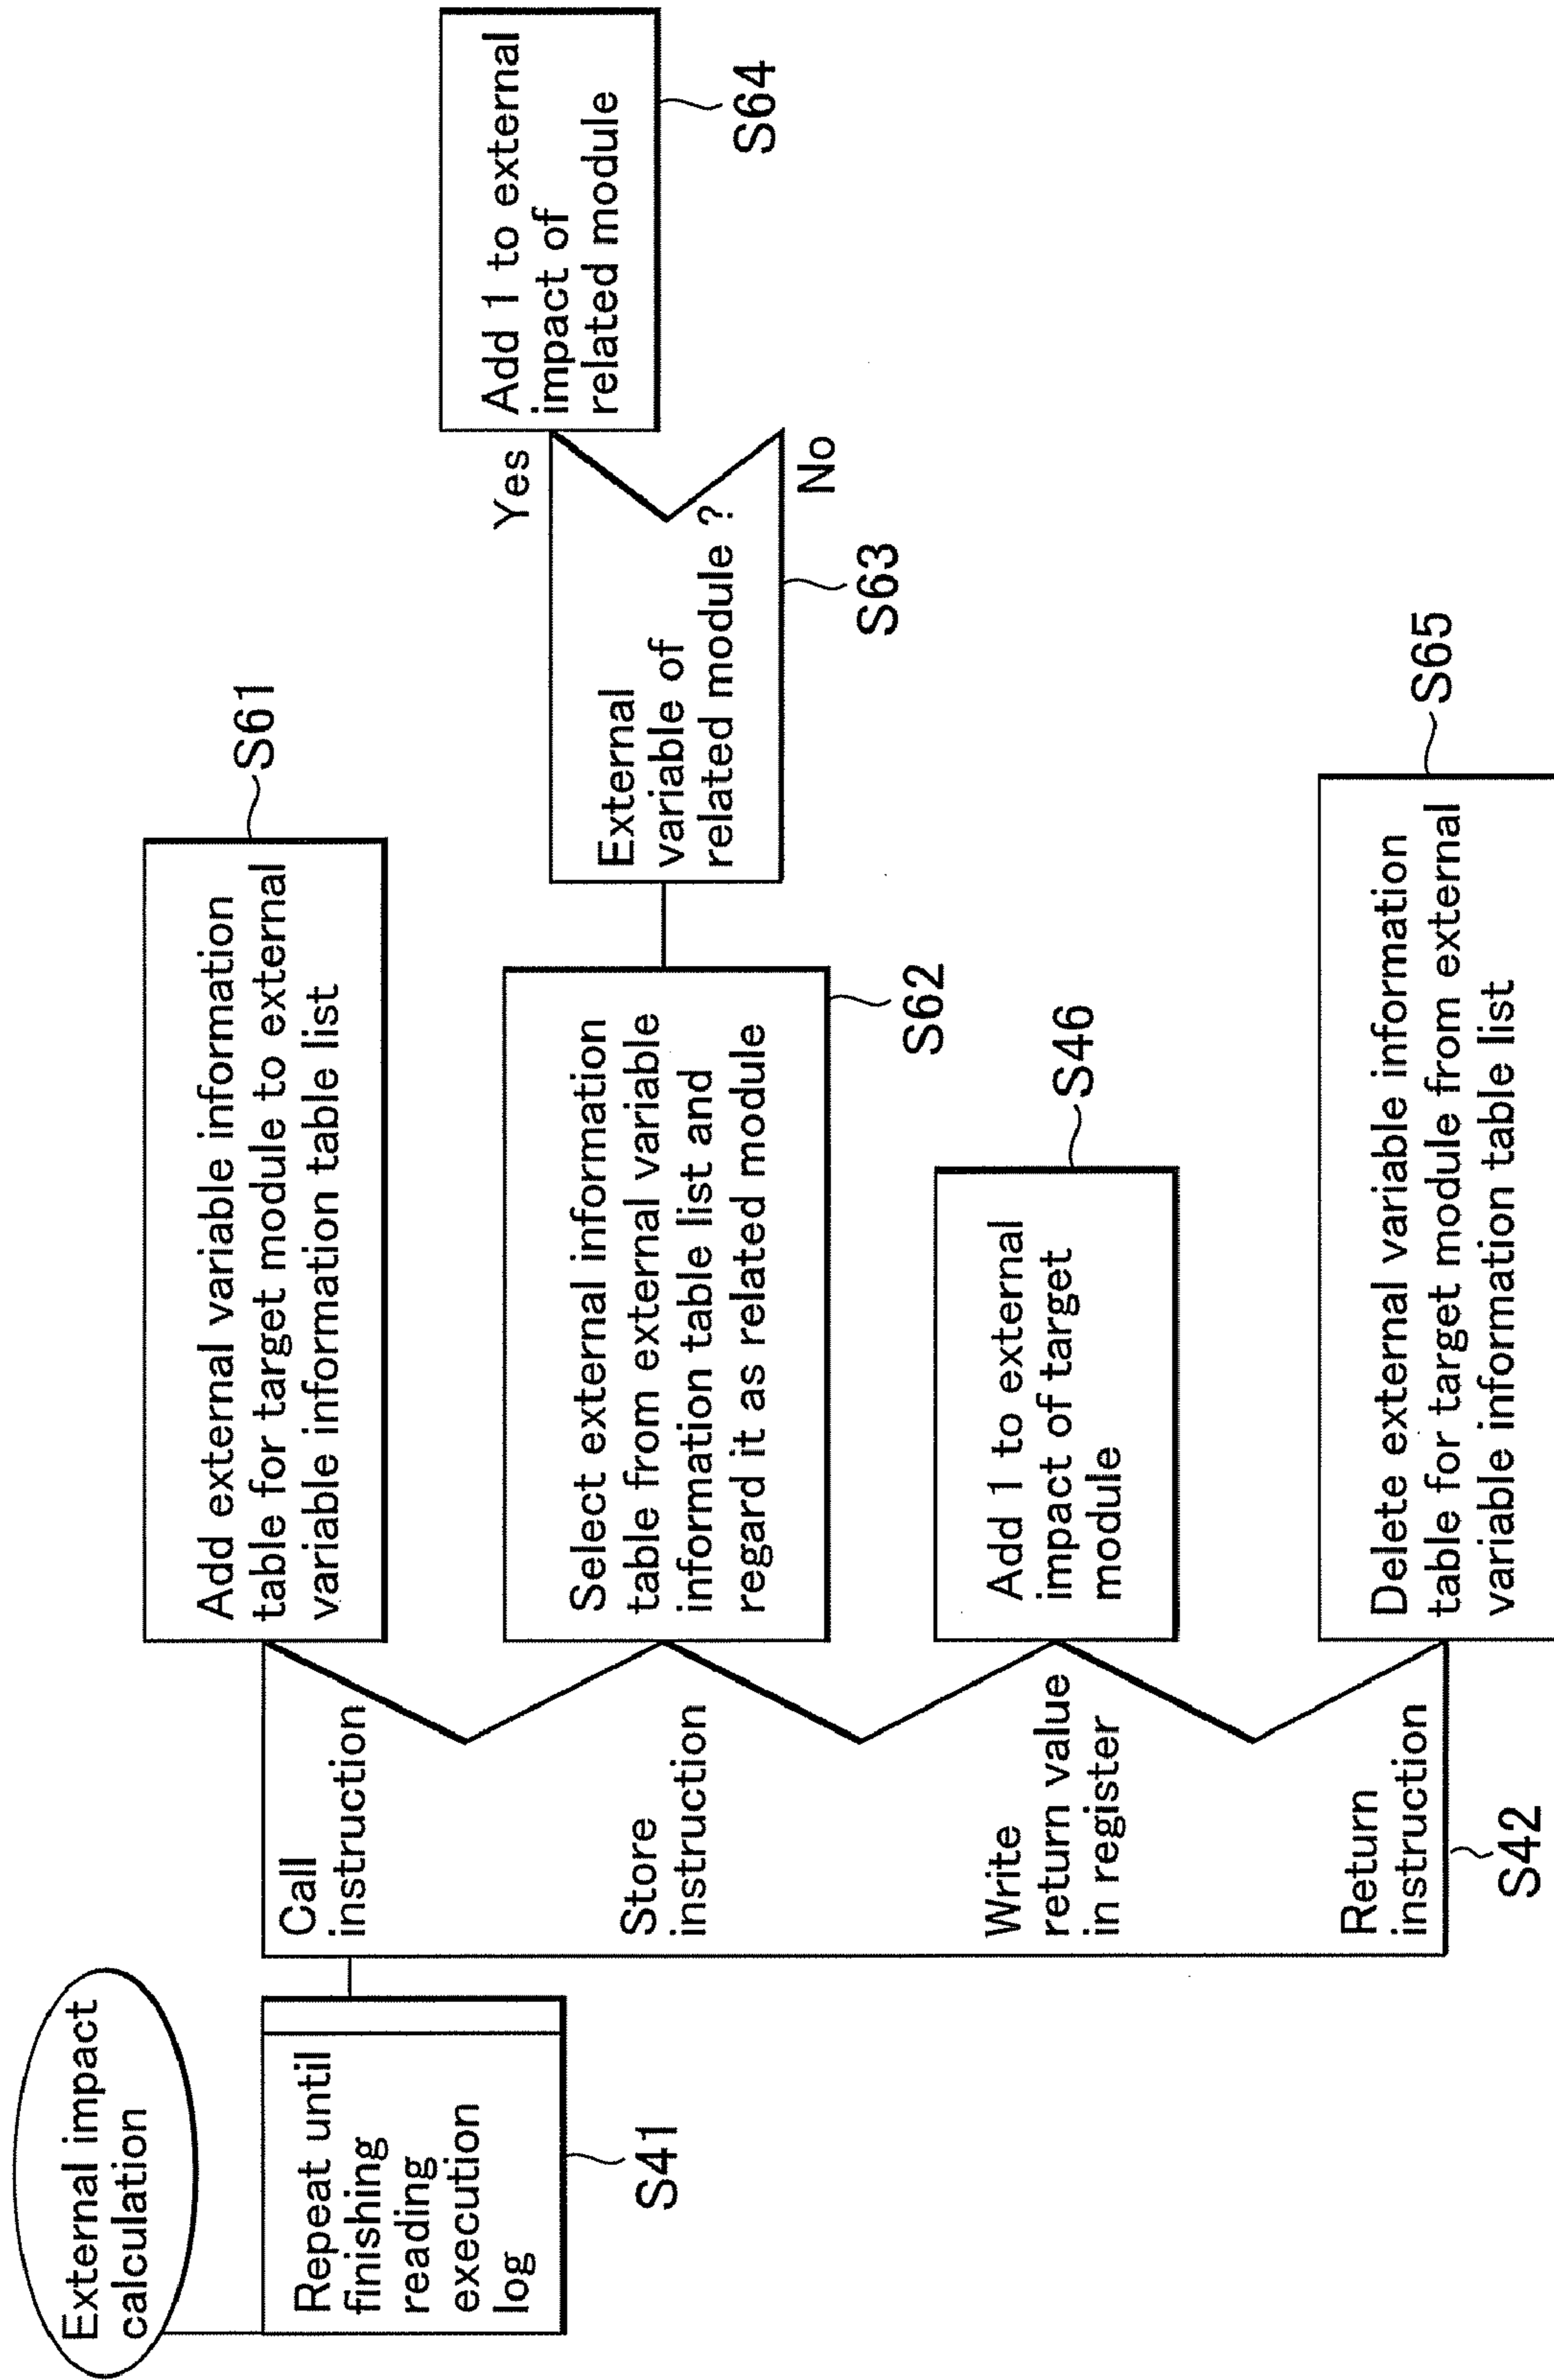 External impact
calculation
Repeat until
finishing
reading
execution
log
S41
Call
instruction
Store
instruction
Write
return value
in register
Return
instruction
S42
Add external variable information
table for target module to external
variable information table list
S61
Select external information
table from external variable
information table list and
regard it as related module
S62
External
variable of
related module ?
S63
Yes
No
Add 1 to external
impact of
related module
S64
Add 1 to external
impact of target
module
S46
Delete external variable information
table for target module from external
variable information table list
S65